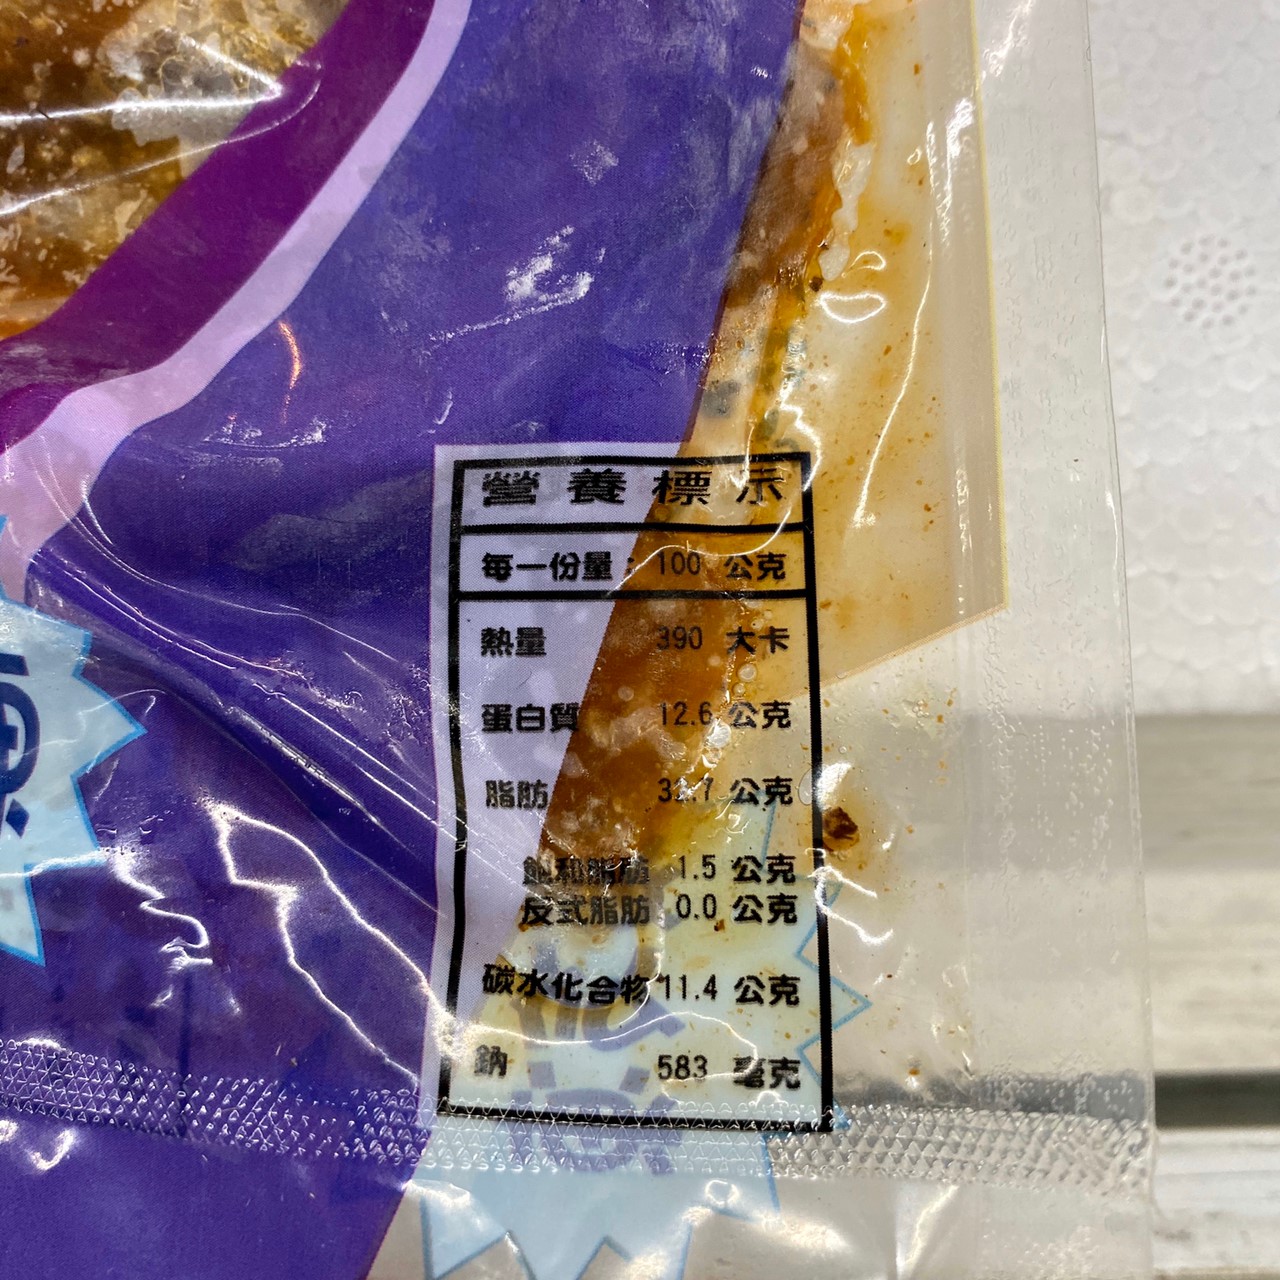 營養標示
每一份量: 100 公克
熱量 390 大卡
蛋白質 12.6 公克
脂肪 32.7 公克
飽和脂肪 1.5 公克
反式脂肪 0.0 公克
碳水化合物 11.4 公克
鈉 583 毫克